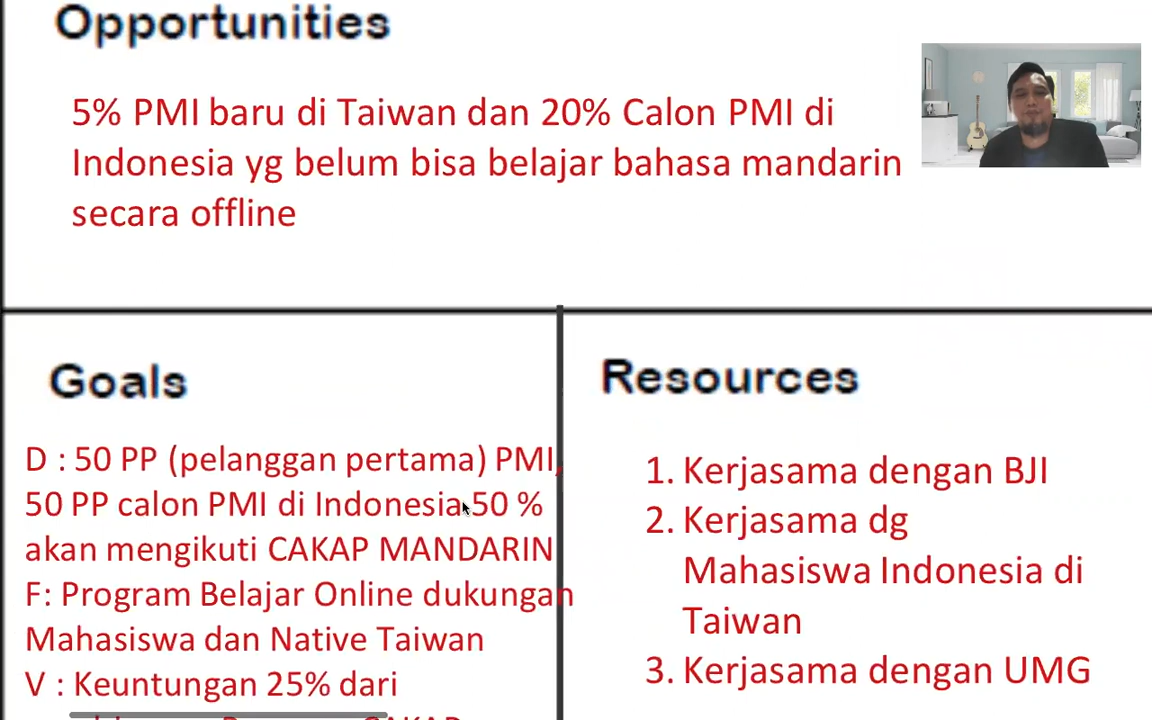 Opportunities
5% PMI baru di Taiwan dan 20% Calon PMI di
Indonesia yg belum bisa belajar bahasa mandarin
secara offline
Goals
D : 50 PP (pelanggan pertama) PMI,
50 PP calon PMI di Indonesia 50 %
akan mengikuti CAKAP MANDARIN
F: Program Belajar Online dukungan
Mahasiswa dan Native Taiwan
V : Keuntungan 25% dari
Resources
1. Kerjasama dengan BJI
2. Kerjasama dg
Mahasiswa Indonesia di
Taiwan
3. Kerjasama dengan UMG